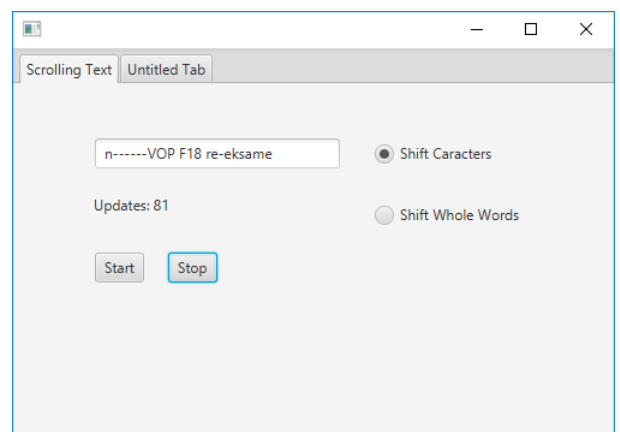 Scrolling Text Untitled Tab
n------VOP F18 re-eksame
Shift Caracters
Updates: 81
Shift Whole Words
Start Stop